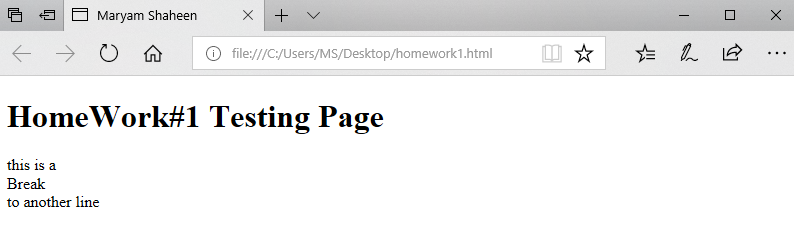 Maryam Shaheen
file:///C:/Users/MS/Desktop/homework1.html
HomeWork#1 Testing Page
this is a
Break
to another line